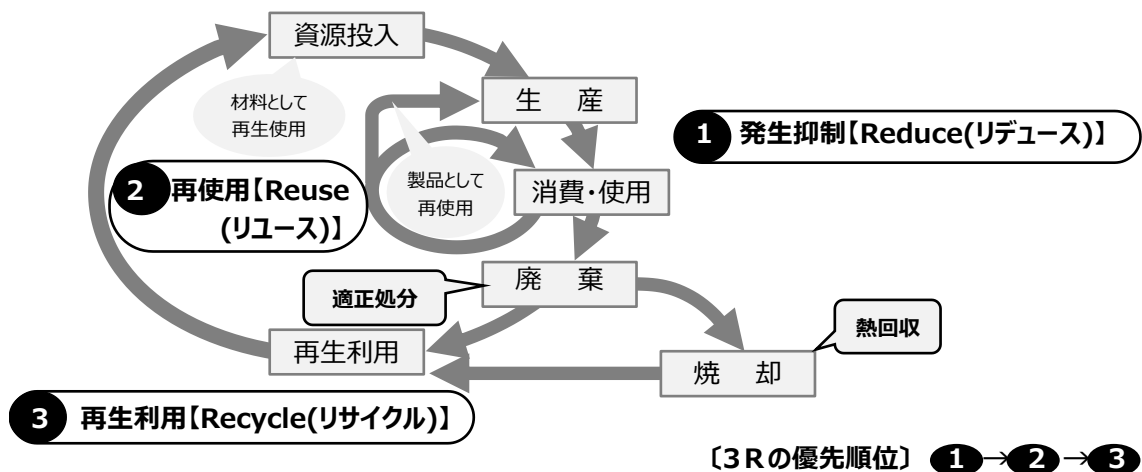 資源投入
材料として
再生使用
生　産
1 発生抑制【Reduce(リデュース)】
2 再使用【Reuse
(リユース)】
製品として
再使用
消費・使用
廃　棄
適正処分
熱回収
再生利用
焼　却
3 再生利用【Recycle(リサイクル)】
〔3Rの優先順位〕 1→2→3